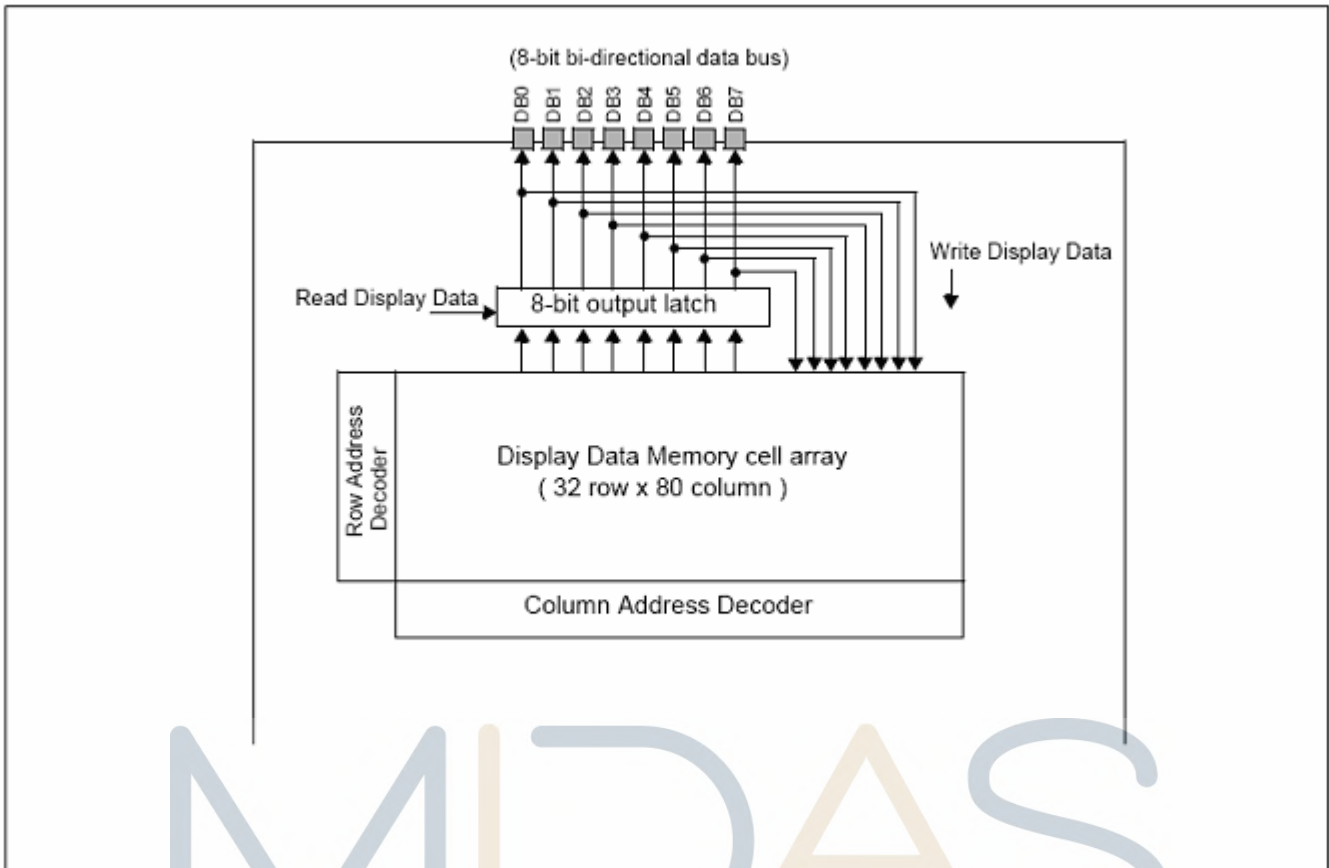 (8-bit bi-directional data bus)
DB0
DB1
DB2
DB3
DB4
DB5
DB6
DB7
Write Display Data
Read Display Data
8-bit output latch
Row Address
Decoder
Display Data Memory cell array
( 32 row x 80 column )
Column Address Decoder
MIDAS